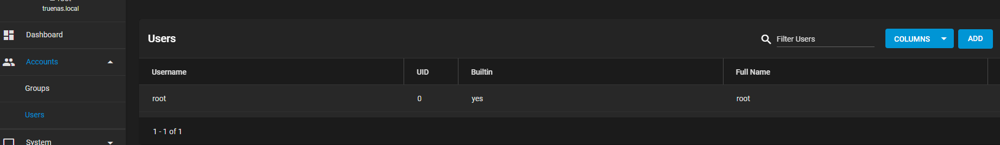 root
truenas.local
Dashboard
Accounts
Groups
Users
System
Users
Filter Users
COLUMNS
ADD
Username UID Builtin Full Name
root 0 yes root
1 - 1 of 1